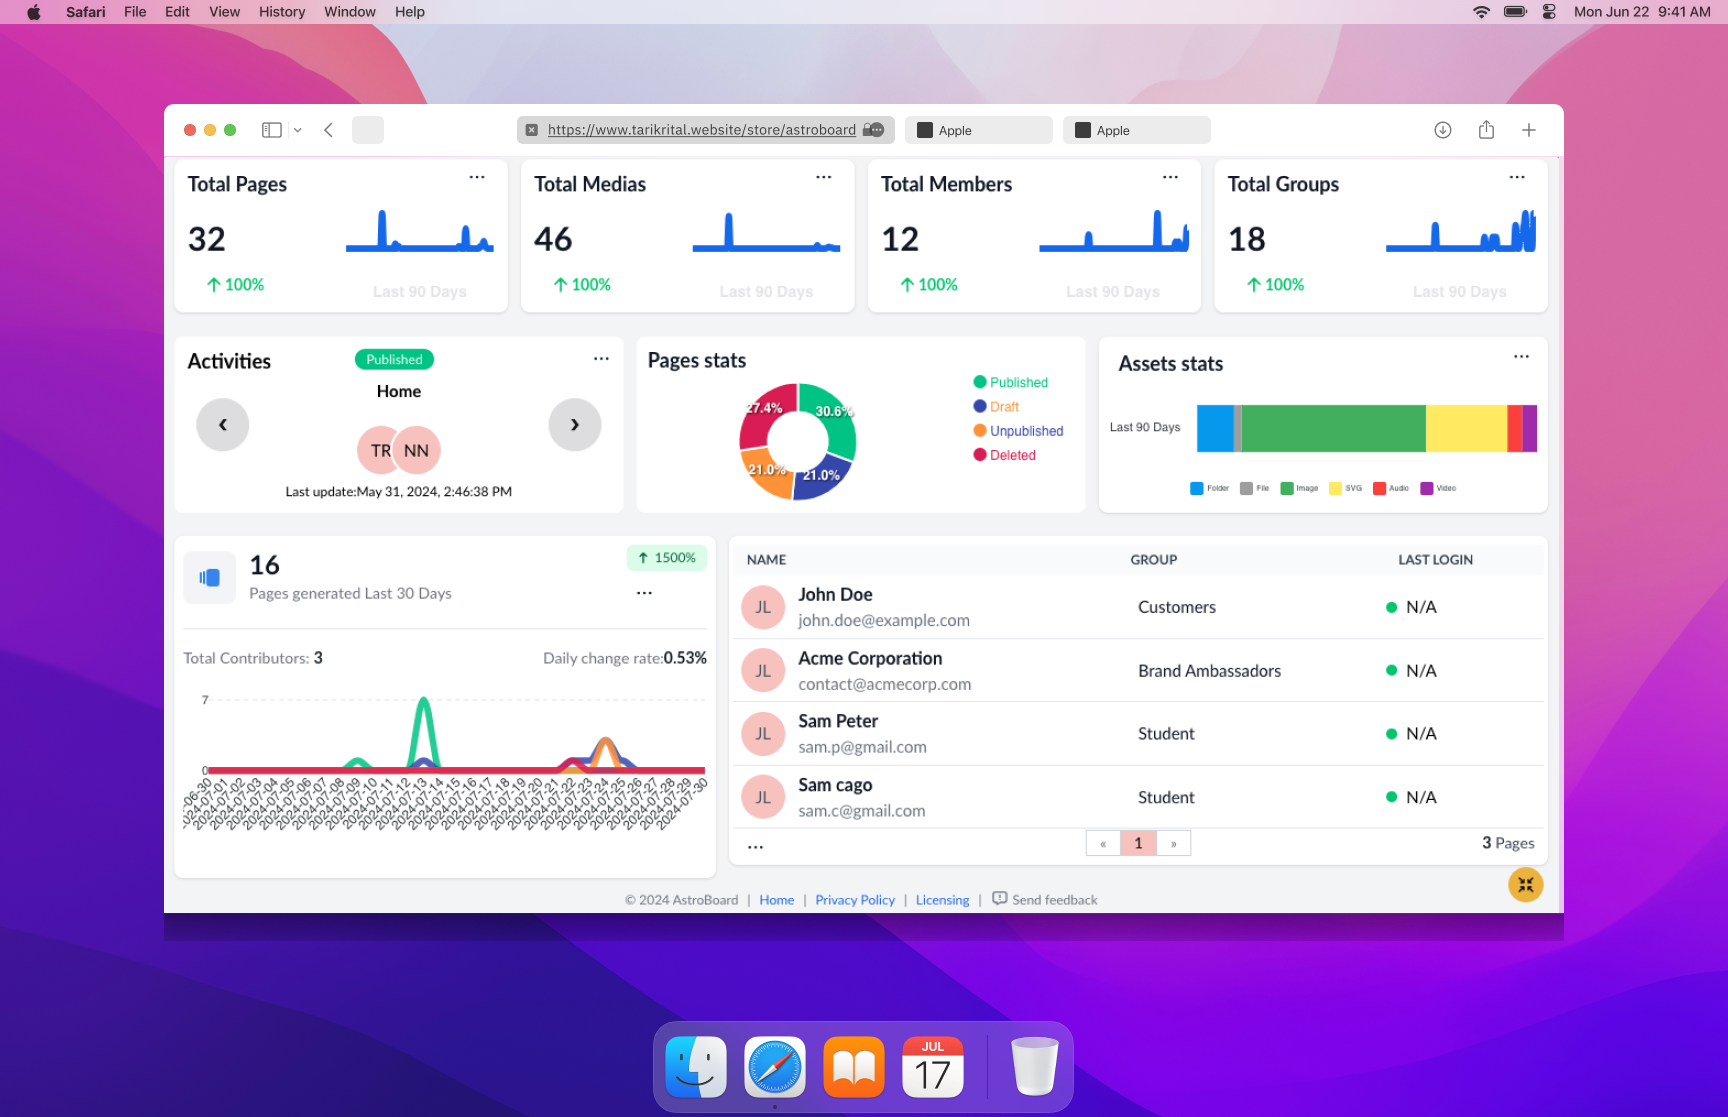 Safari File Edit View History Window Help
Mon Jun 22 9:41 AM
https://www.tarikrital.website/store/astroboard
Apple
Apple
Total Pages
32
↑ 100%
Last 90 Days
Total Medias
46
↑ 100%
Last 90 Days
Total Members
12
↑ 100%
Last 90 Days
Total Groups
18
↑ 100%
Last 90 Days
Activities
Published
Home
‹
TR NN
›
Last update:May 31, 2024, 2:46:38 PM
Pages stats
27.4%
30.6%
21.0%
21.0%
Published
Draft
Unpublished
Deleted
Assets stats
Last 90 Days
Folder File Image SVG Audio Video
16
↑ 1500%
Pages generated Last 30 Days
Total Contributors: 3
Daily change rate:0.53%
7
0
-06-30
2024-07-01
2024-07-02
2024-07-03
2024-07-04
2024-07-05
2024-07-06
2024-07-07
2024-07-08
2024-07-09
2024-07-10
2024-07-11
2024-07-12
2024-07-13
2024-07-14
2024-07-15
2024-07-16
2024-07-17
2024-07-18
2024-07-19
2024-07-20
2024-07-21
2024-07-22
2024-07-23
2024-07-24
2024-07-25
2024-07-26
2024-07-27
2024-07-28
2024-07-29
2024-07-30
NAME GROUP LAST LOGIN
JL
John Doe
john.doe@example.com
Customers
N/A
JL
Acme Corporation
contact@acmecorp.com
Brand Ambassadors
N/A
JL
Sam Peter
sam.p@gmail.com
Student
N/A
JL
Sam cago
sam.c@gmail.com
Student
N/A
... « 1 » 3 Pages
© 2024 AstroBoard | Home | Privacy Policy | Licensing | Send feedback
JUL
17